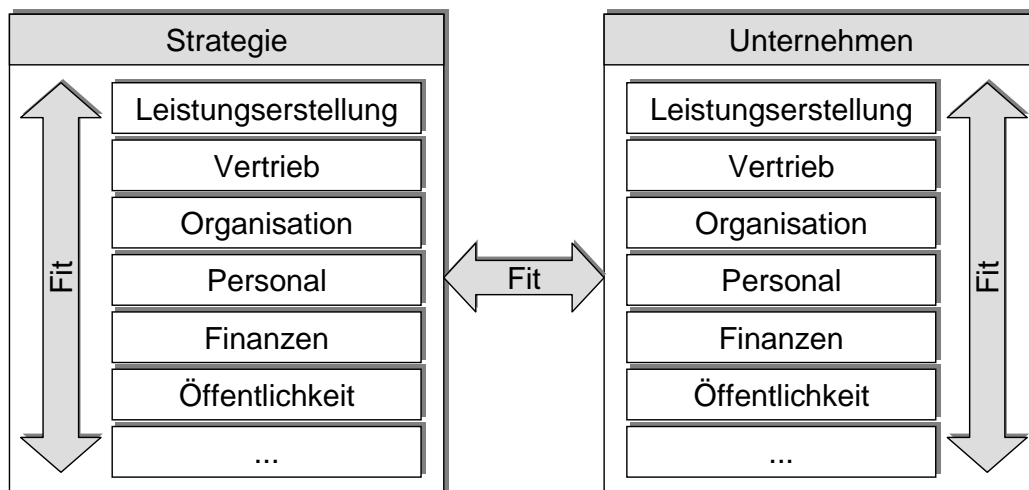 Strategie
Leistungserstellung
Vertrieb
Organisation
Personal
Finanzen
Öffentlichkeit
...
Fit
Fit
Unternehmen
Leistungserstellung
Vertrieb
Organisation
Personal
Finanzen
Öffentlichkeit
...
Fit